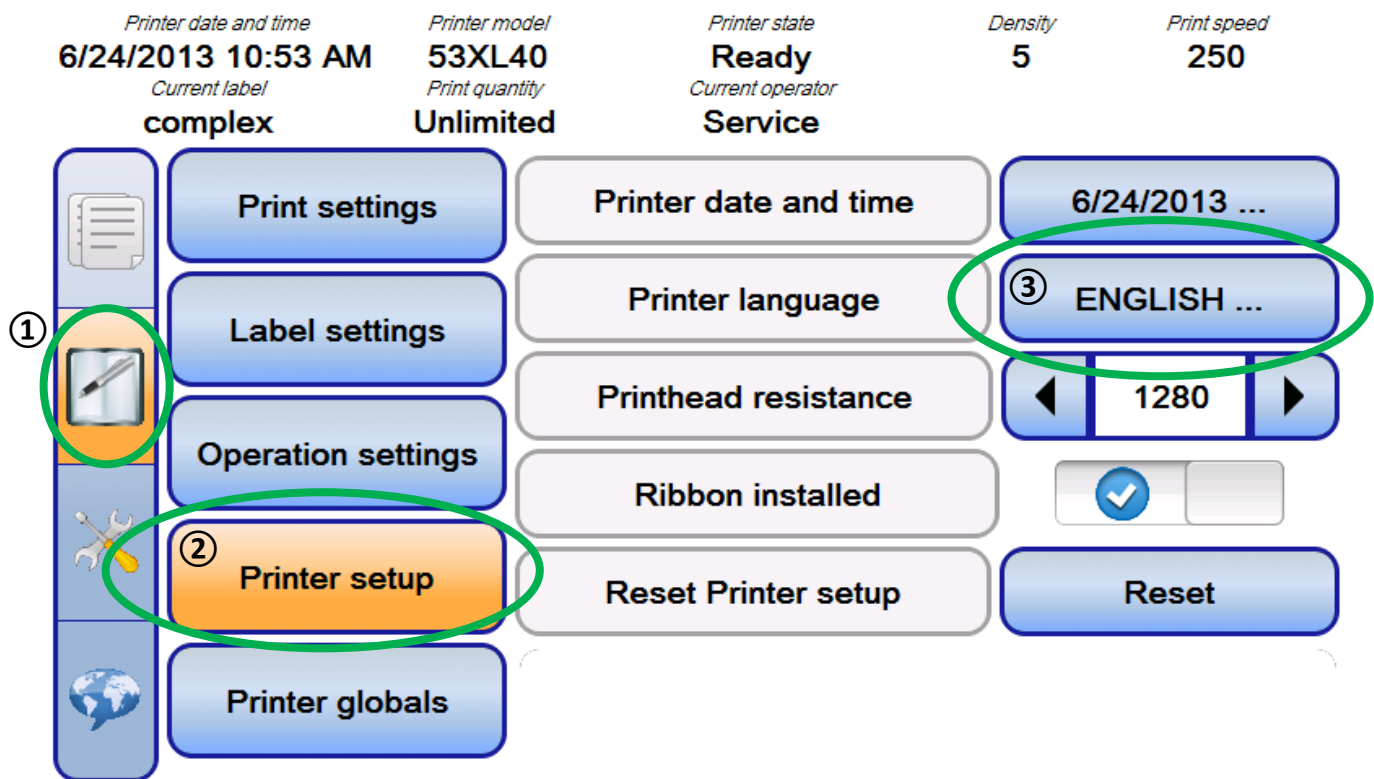 Printer date and time Printer model Printer state Density Print speed
6/24/2013 10:53 AM 53XL40 Ready 5 250
Current label Print quantity Current operator
complex Unlimited Service
Print settings Printer date and time 6/24/2013 ...
① Label settings Printer language ③ ENGLISH ...
Operation settings Printhead resistance 1280
Ribbon installed
② Printer setup Reset Printer setup Reset
Printer globals